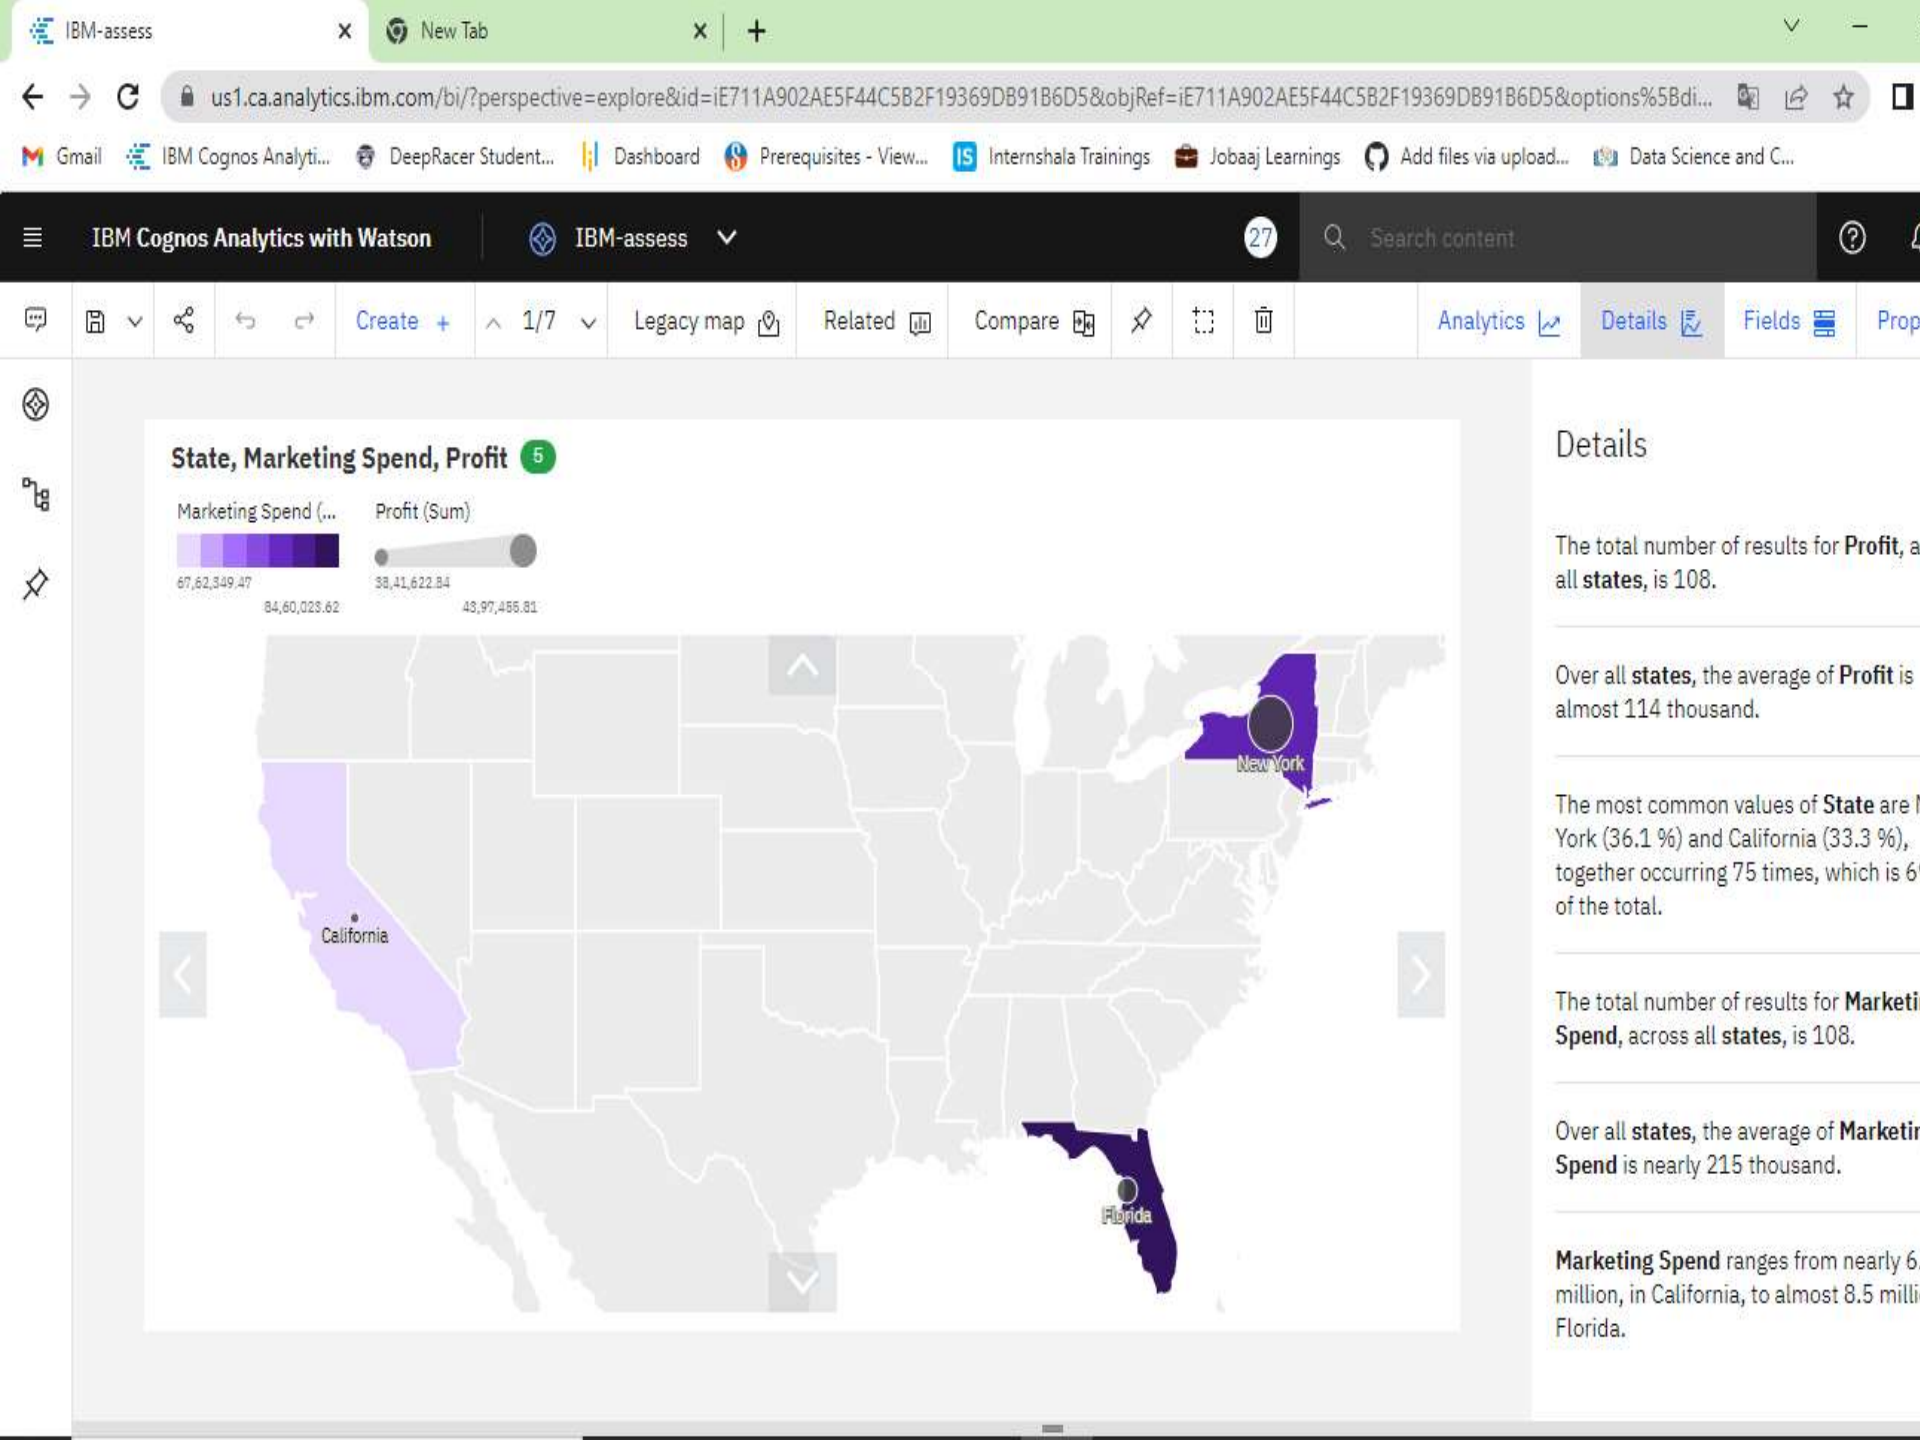 IBM-assess
New Tab
us1.ca.analytics.ibm.com/bi/?perspective=explore&id=iE711A902AE5F44C5B2F19369DB91B6D5&objRef=iE711A902AE5F44C5B2F19369DB91B6D5&options%5Bdi...
Gmail IBM Cognos Analyti... DeepRacer Student... Dashboard Prerequisites - View... IS Internshala Trainings Jobaaj Learnings Add files via upload... Data Science and C...
IBM Cognos Analytics with Watson IBM-assess 27 Search content
Create + 1/7 Legacy map Related Compare Analytics Details Fields Prop
State, Marketing Spend, Profit 5
Marketing Spend (... Profit (Sum)
67,62,349.47 38,41,622.84
84,60,023.62 43,97,455.81
New York
California
Florida
Details
The total number of results for Profit, a
all states, is 108.
Over all states, the average of Profit is
almost 114 thousand.
The most common values of State are N
York (36.1 %) and California (33.3 %),
together occurring 75 times, which is 6
of the total.
The total number of results for Marketi
Spend, across all states, is 108.
Over all states, the average of Marketin
Spend is nearly 215 thousand.
Marketing Spend ranges from nearly 6.
million, in California, to almost 8.5 milli
Florida.